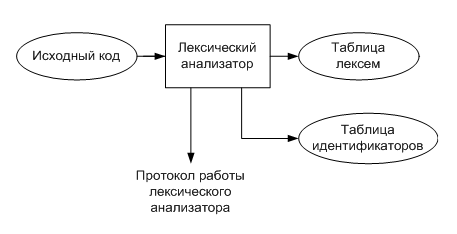 Исходный код
Лексический
анализатор
Таблица
лексем
Таблица
идентификаторов
Протокол работы
лексического
анализатора